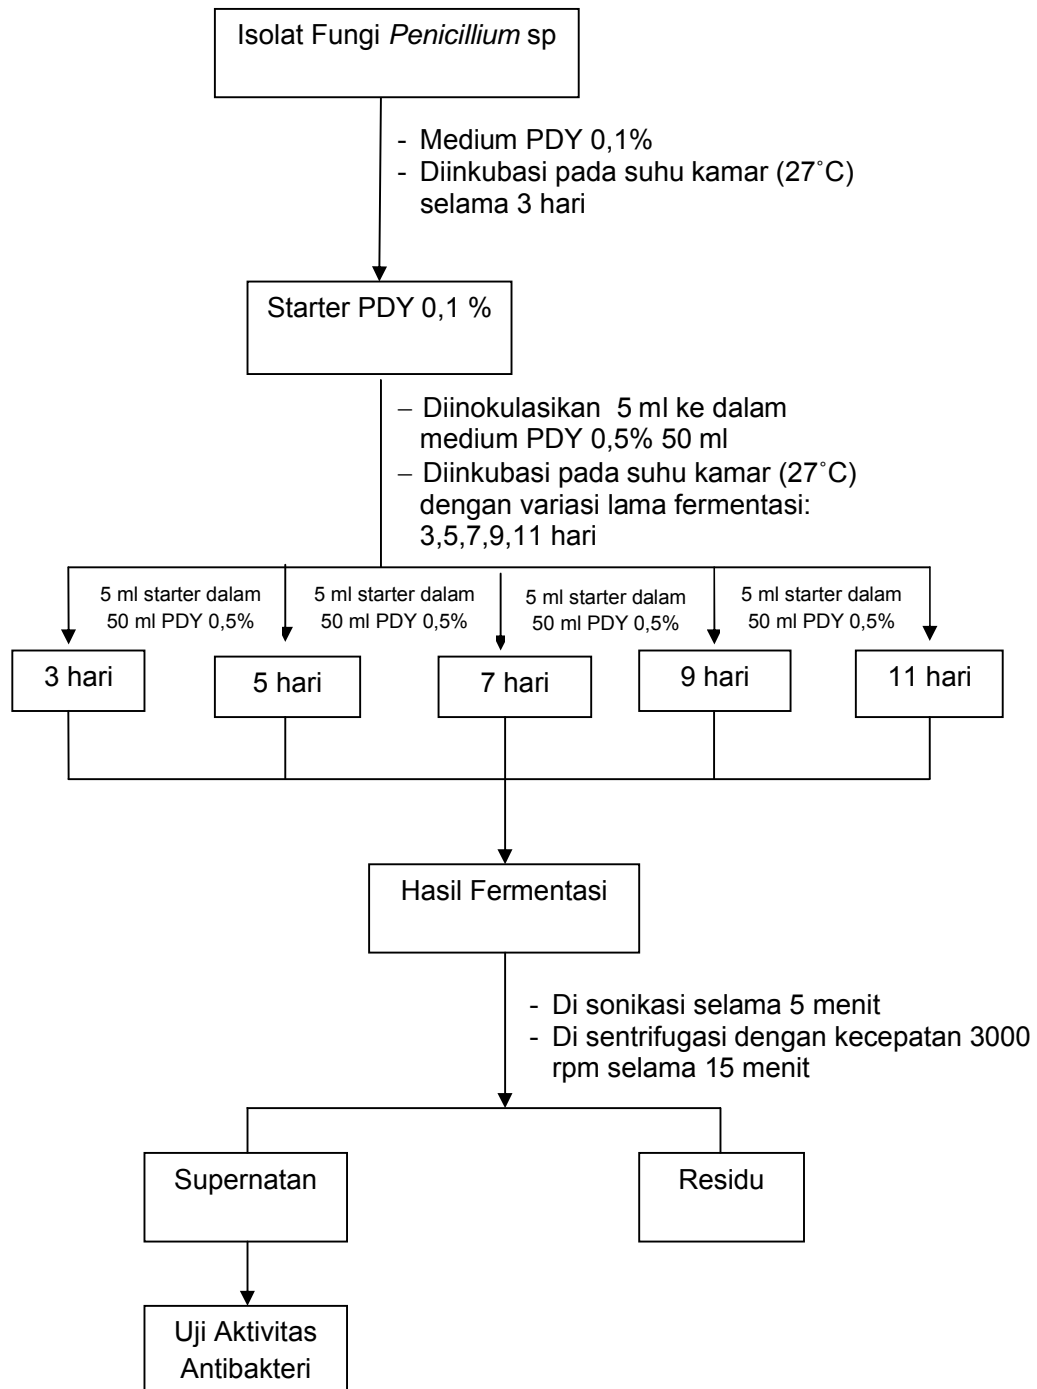 Isolat Fungi Penicillium sp
- Medium PDY 0,1%
- Diinkubasi pada suhu kamar (27˚C)
selama 3 hari
Starter PDY 0,1 %
– Diinokulasikan 5 ml ke dalam
medium PDY 0,5% 50 ml
– Diinkubasi pada suhu kamar (27˚C)
dengan variasi lama fermentasi:
3,5,7,9,11 hari
5 ml starter dalam
50 ml PDY 0,5%
5 ml starter dalam
50 ml PDY 0,5%
5 ml starter dalam
50 ml PDY 0,5%
5 ml starter dalam
50 ml PDY 0,5%
3 hari
5 hari
7 hari
9 hari
11 hari
Hasil Fermentasi
- Di sonikasi selama 5 menit
- Di sentrifugasi dengan kecepatan 3000
rpm selama 15 menit
Supernatan
Residu
Uji Aktivitas
Antibakteri